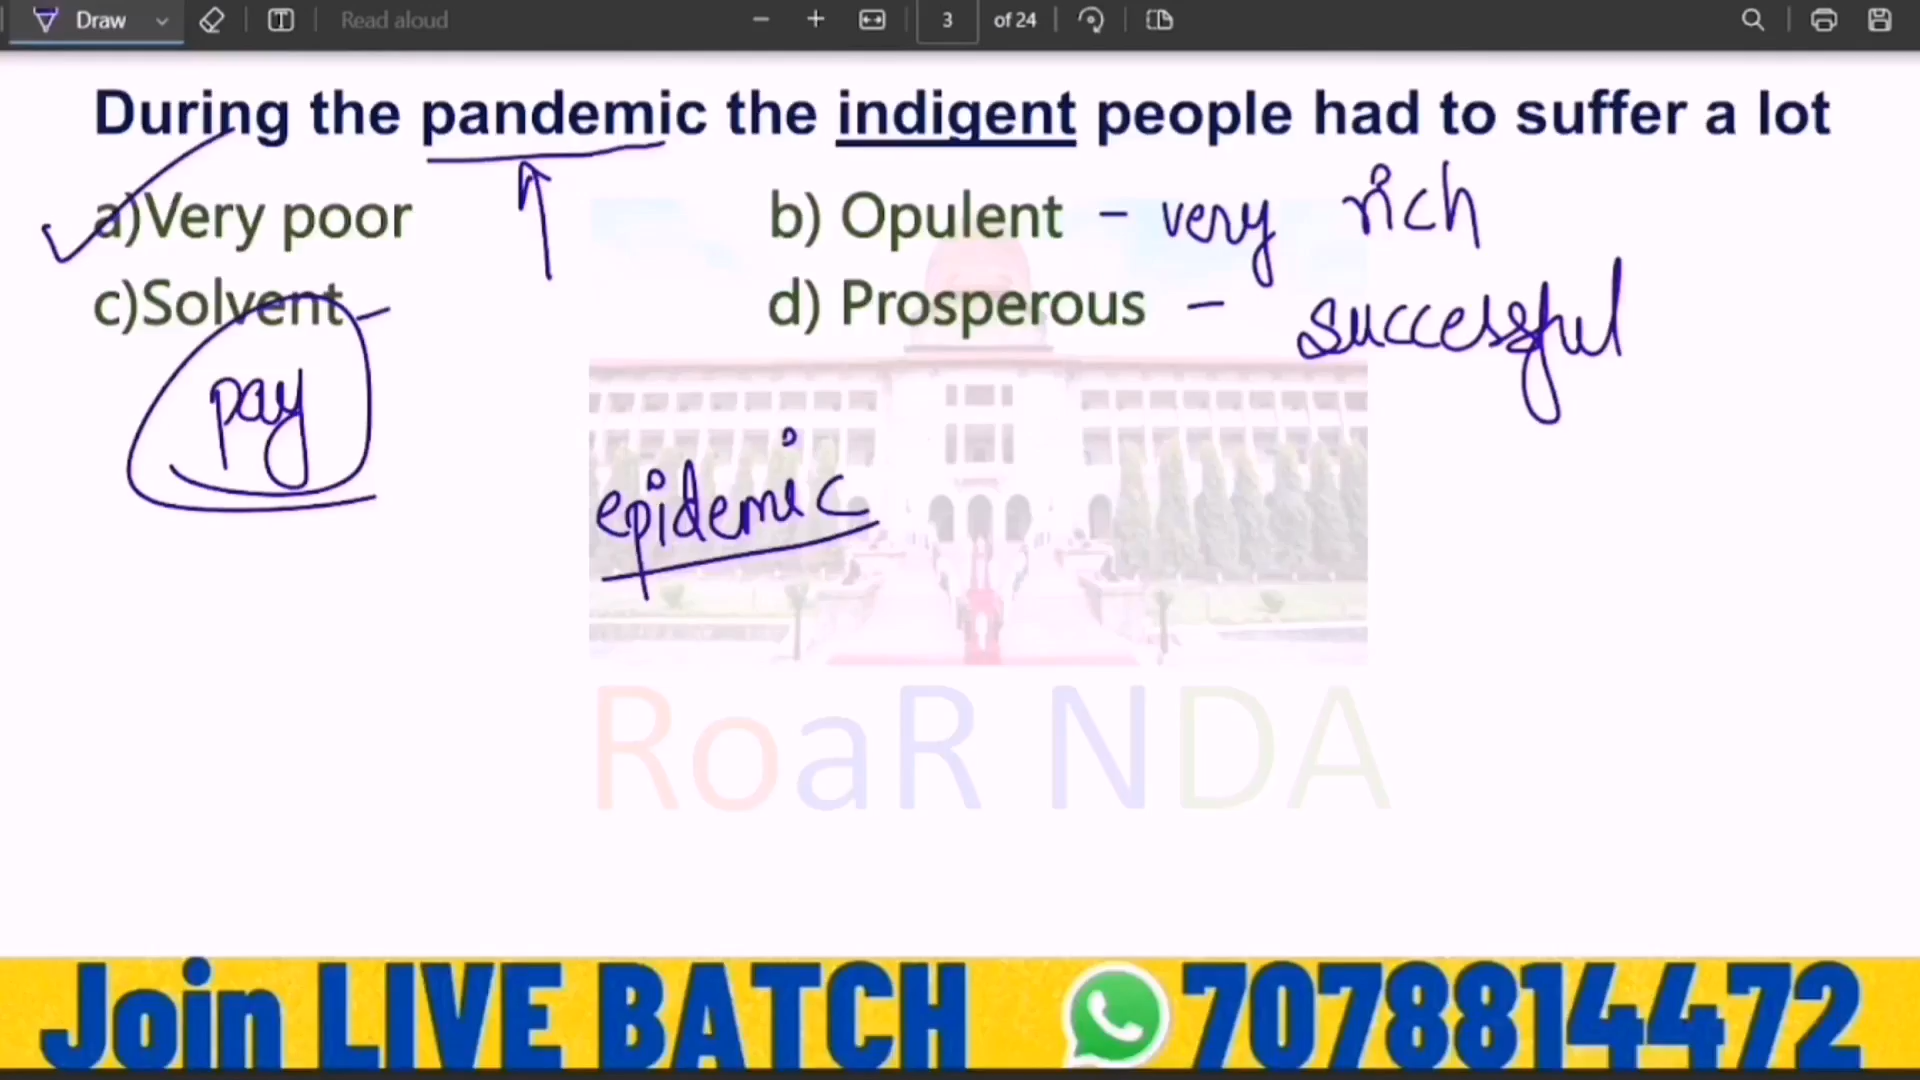 Draw Read aloud 3 of 24
During the pandemic the indigent people had to suffer a lot
a)Very poor b) Opulent - very rich
c)Solvent - d) Prosperous - successful
pay
epidemic
RoaR NDA
Join LIVE BATCH 7078814472